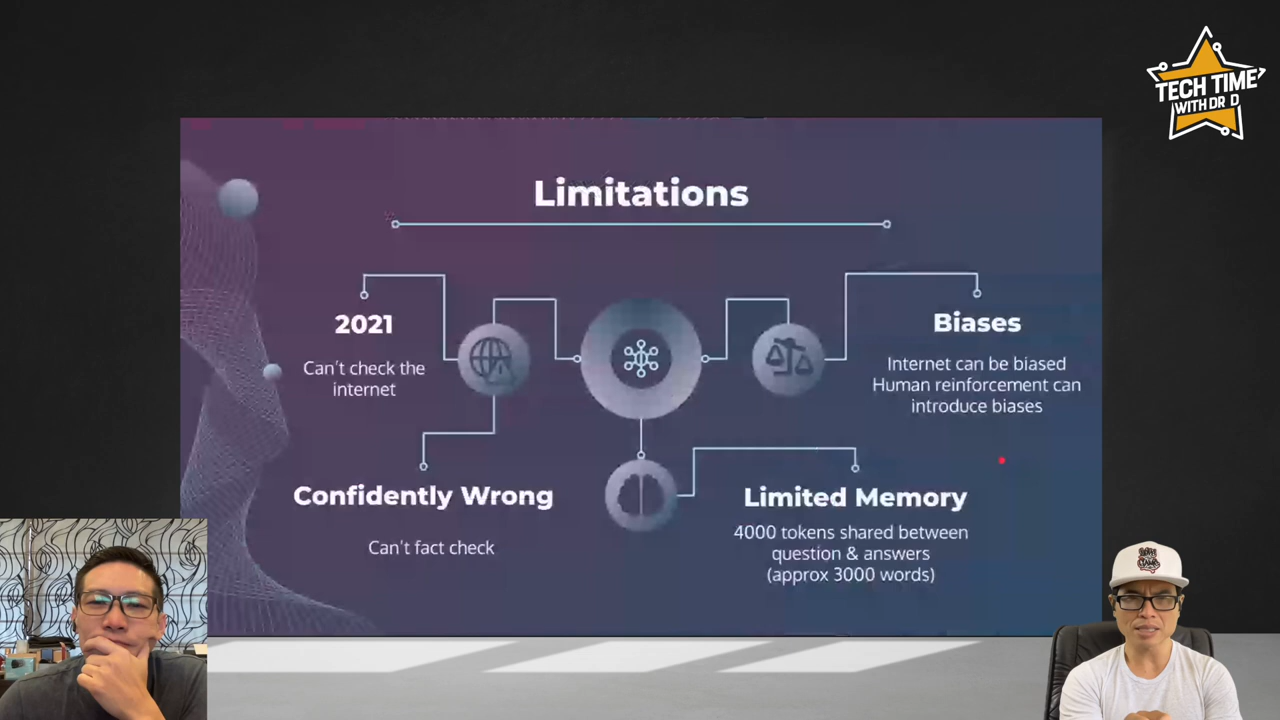 TECH TIME
WITH DR D
Limitations
2021
Can't check the
internet
Biases
Internet can be biased
Human reinforcement can
introduce biases
Confidently Wrong
Can't fact check
Limited Memory
4000 tokens shared between
question & answers
(approx 3000 words)